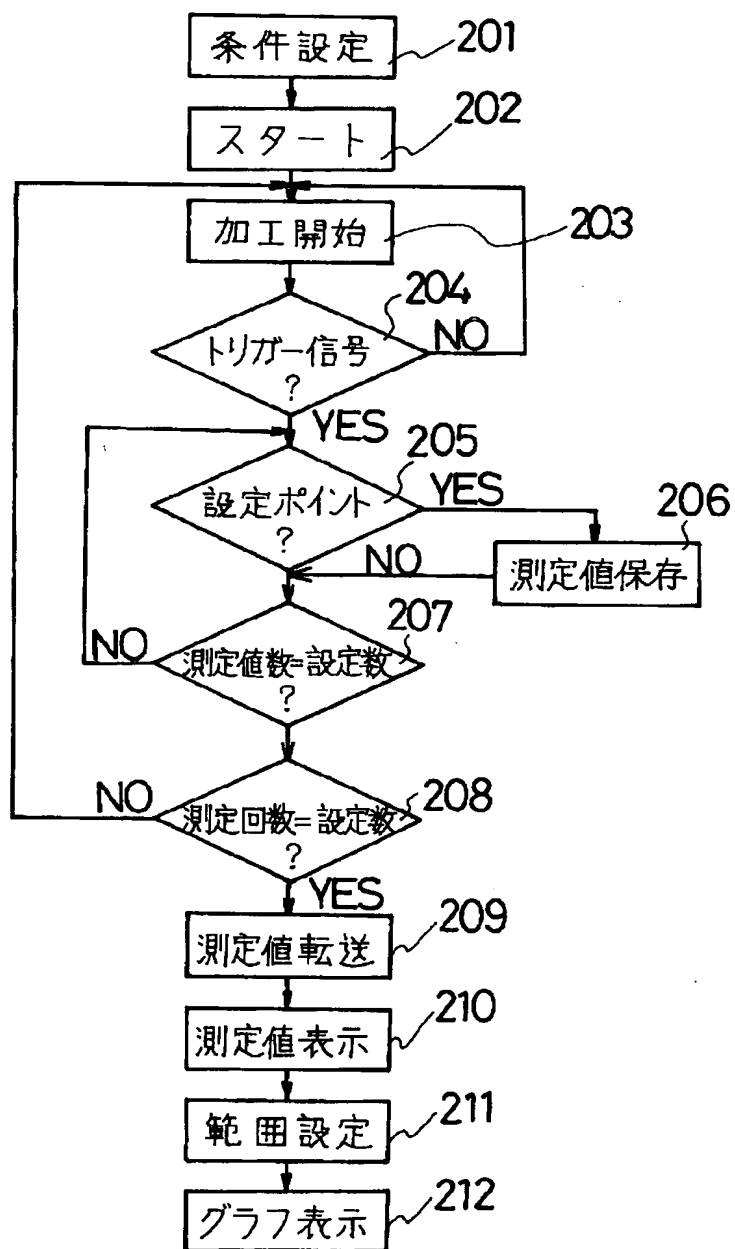 条件設定
201
スタート
202
加工開始
203
204
トリガー信号
?
NO
YES
205
設定ポイント
?
YES
206
測定値保存
NO
207
測定値数=設定数
?
NO
208
測定回数=設定数
?
NO
YES
209
測定値転送
210
測定値表示
211
範囲設定
212
グラフ表示